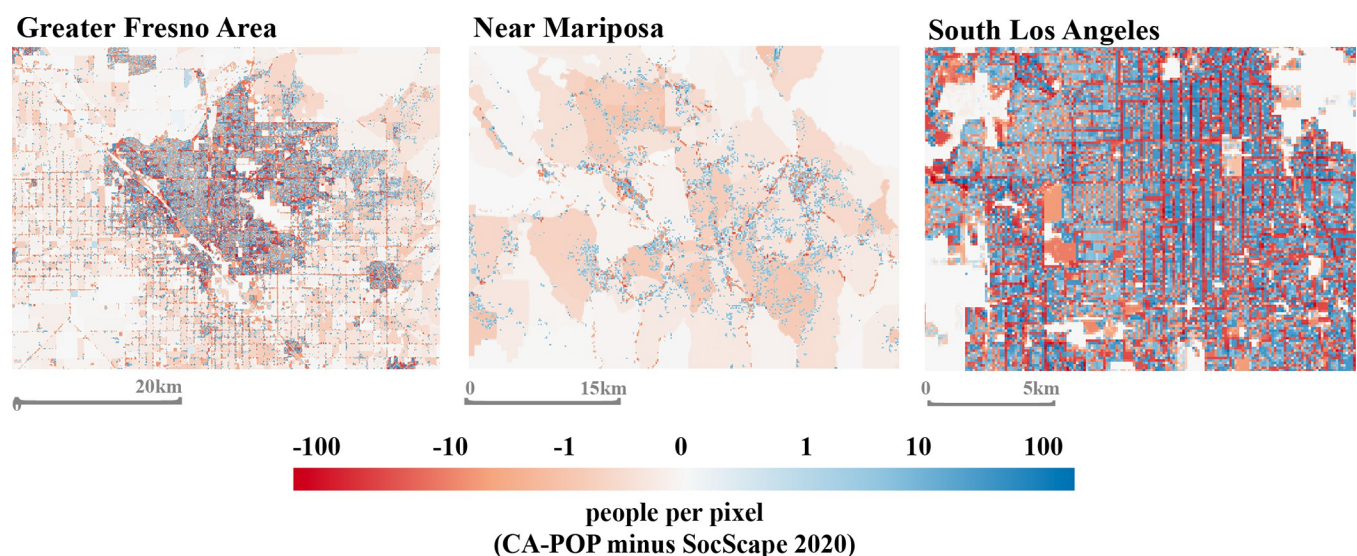 Greater Fresno Area
Near Mariposa
South Los Angeles
0 20km
0 15km
0 5km
-100 -10 -1 0 1 10 100
people per pixel
(CA-POP minus SocScape 2020)